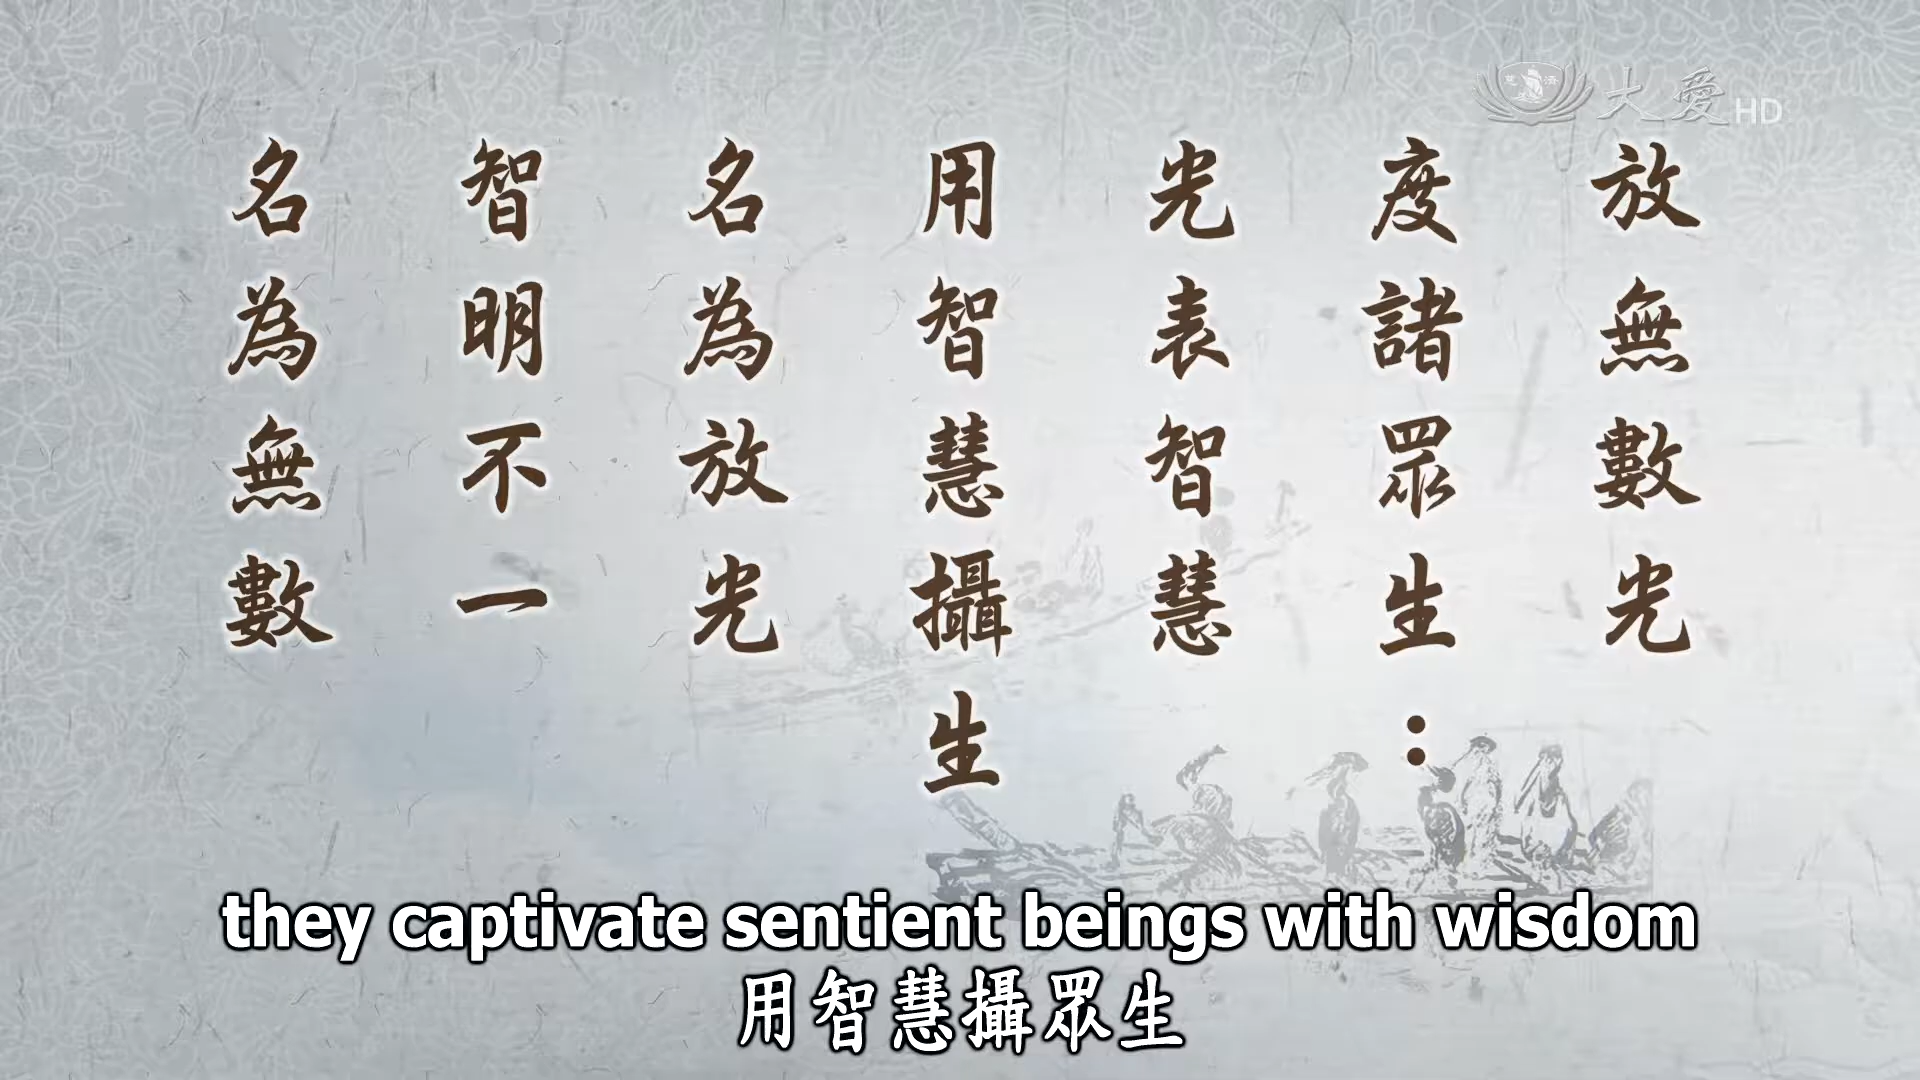 大愛HD
放無數光
度諸眾生：
光表智慧
用智慧攝生
名為放光
智明不一
名為無數
they captivate sentient beings with wisdom
用智慧攝眾生